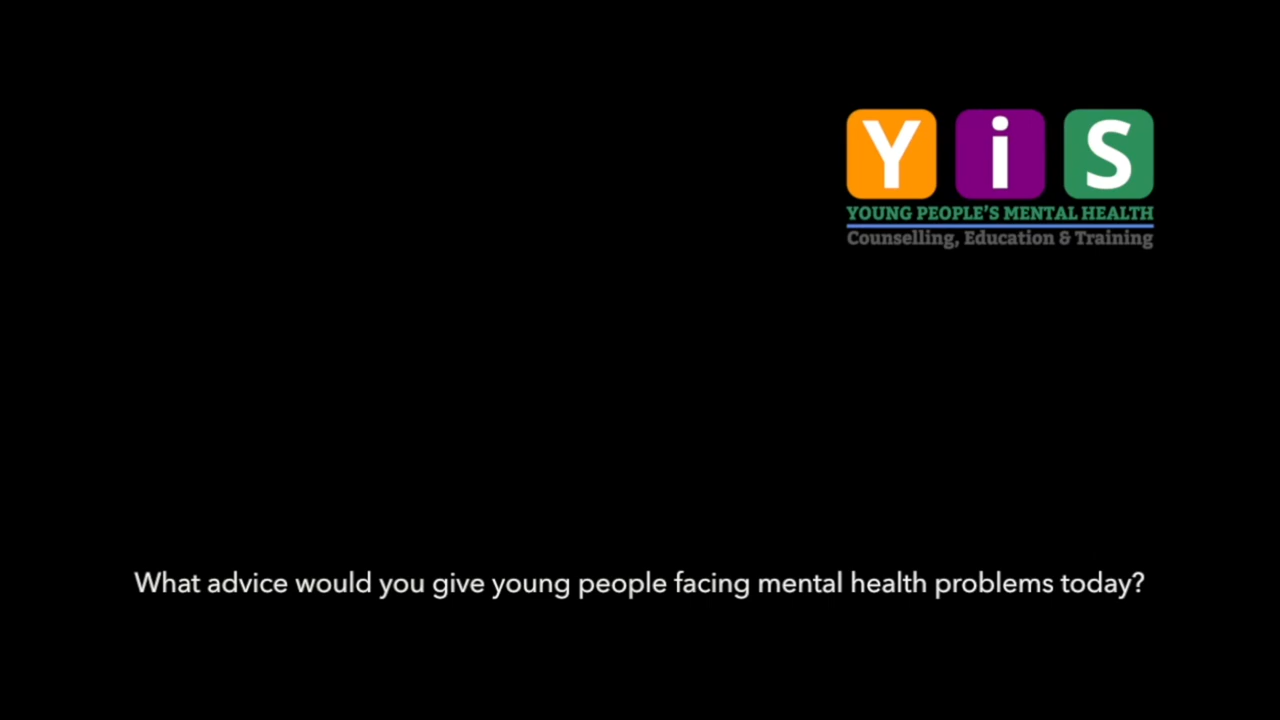 YiS
YOUNG PEOPLE'S MENTAL HEALTH
Counselling, Education & Training
What advice would you give young people facing mental health problems today?